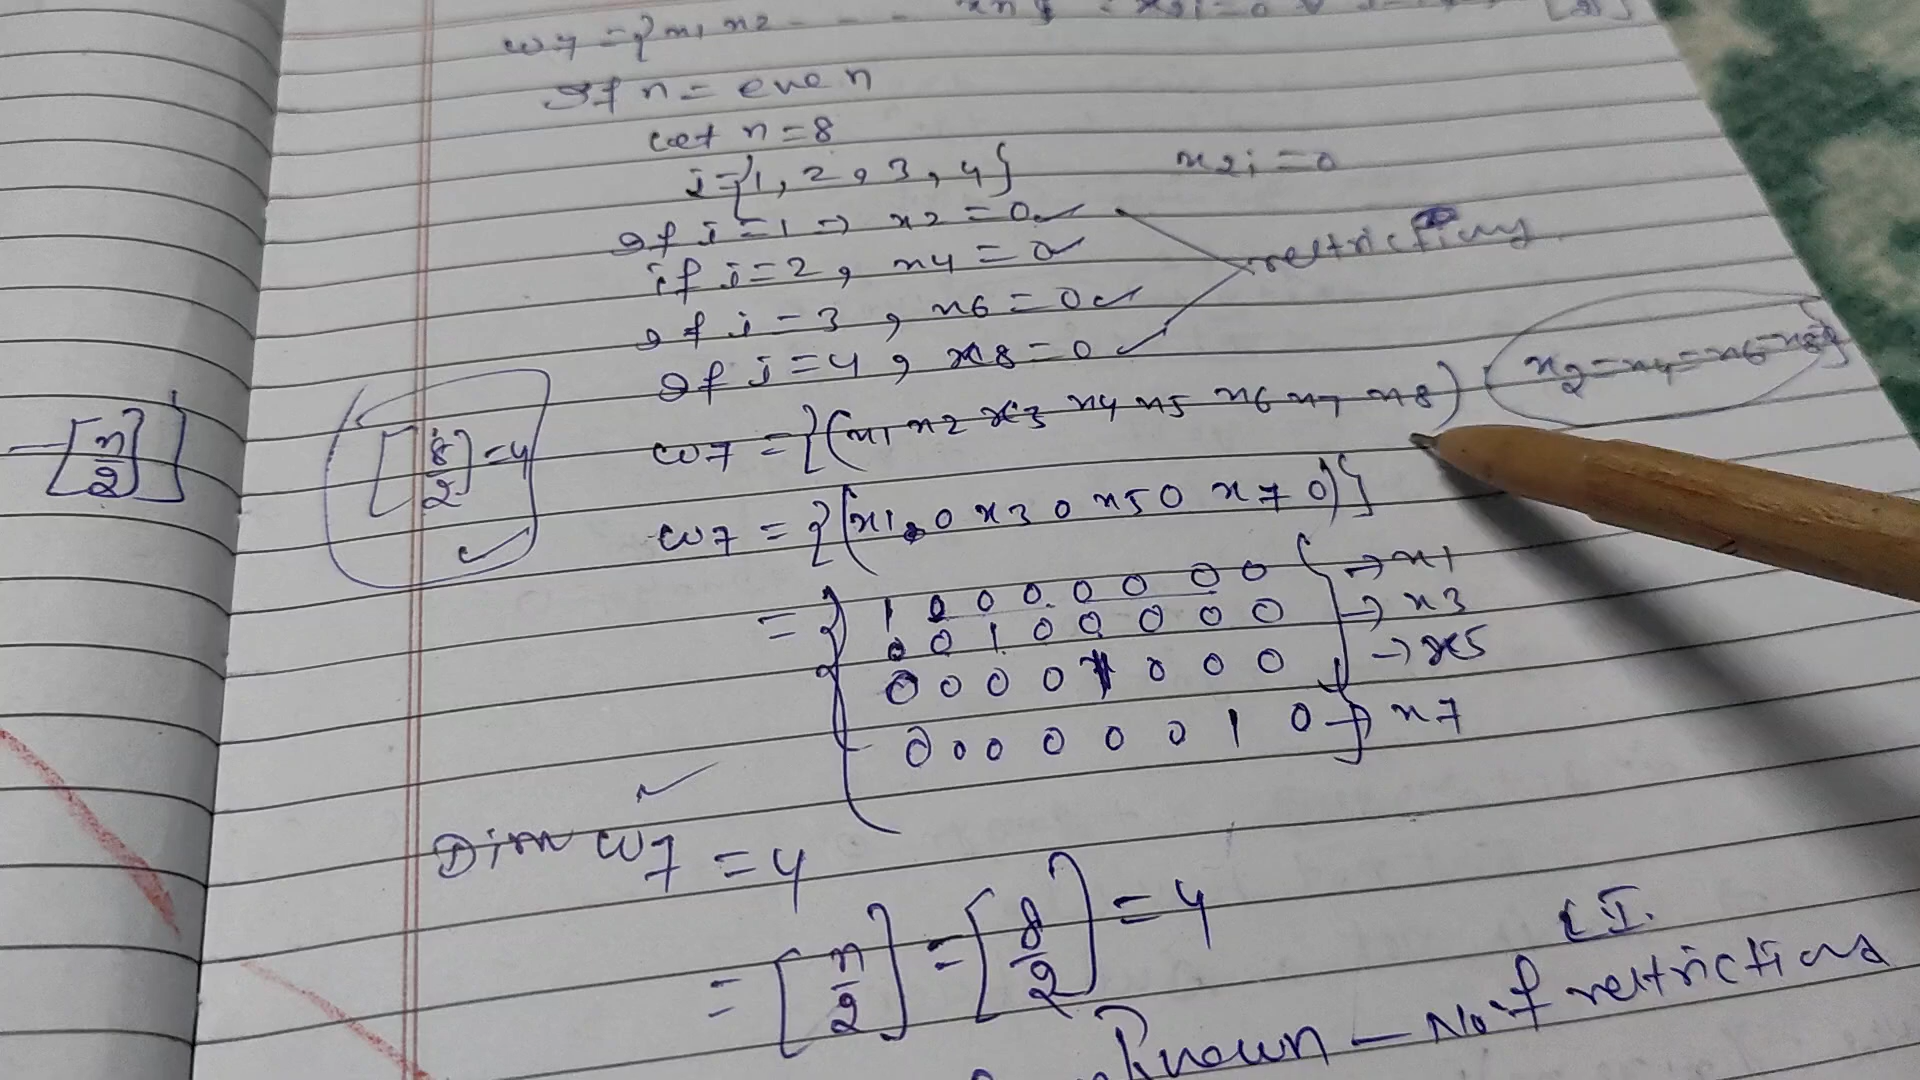 w7 = {x1 x2 - - - - xn
If n = even
Let n = 8
i = {1, 2, 3, 4}
x2i = 0
If i = 1 → x2 = 0 ✓
if i = 2, x4 = 0 ✓
restrictions
If i = 3, x6 = 0 ✓
If i = 4, x8 = 0 ✓
w7 = {(x1 x2 x3 x4 x5 x6 x7 x8) x2 = x4 = x6 = x8}
[n/2]}
[8/2] = 4 ✓
w7 = {(x1, 0 x3 0 x5 0 x7 0)}
= { 1 0 0 0 0 0 0 0 } → x1
0 0 1 0 0 0 0 0 → x3
0 0 0 0 1 0 0 0 → x5
0 0 0 0 0 0 1 0 → x7
Dim w7 = 4
= [n/2] = [8/2] = 4
LI.
Known - No of restrictions